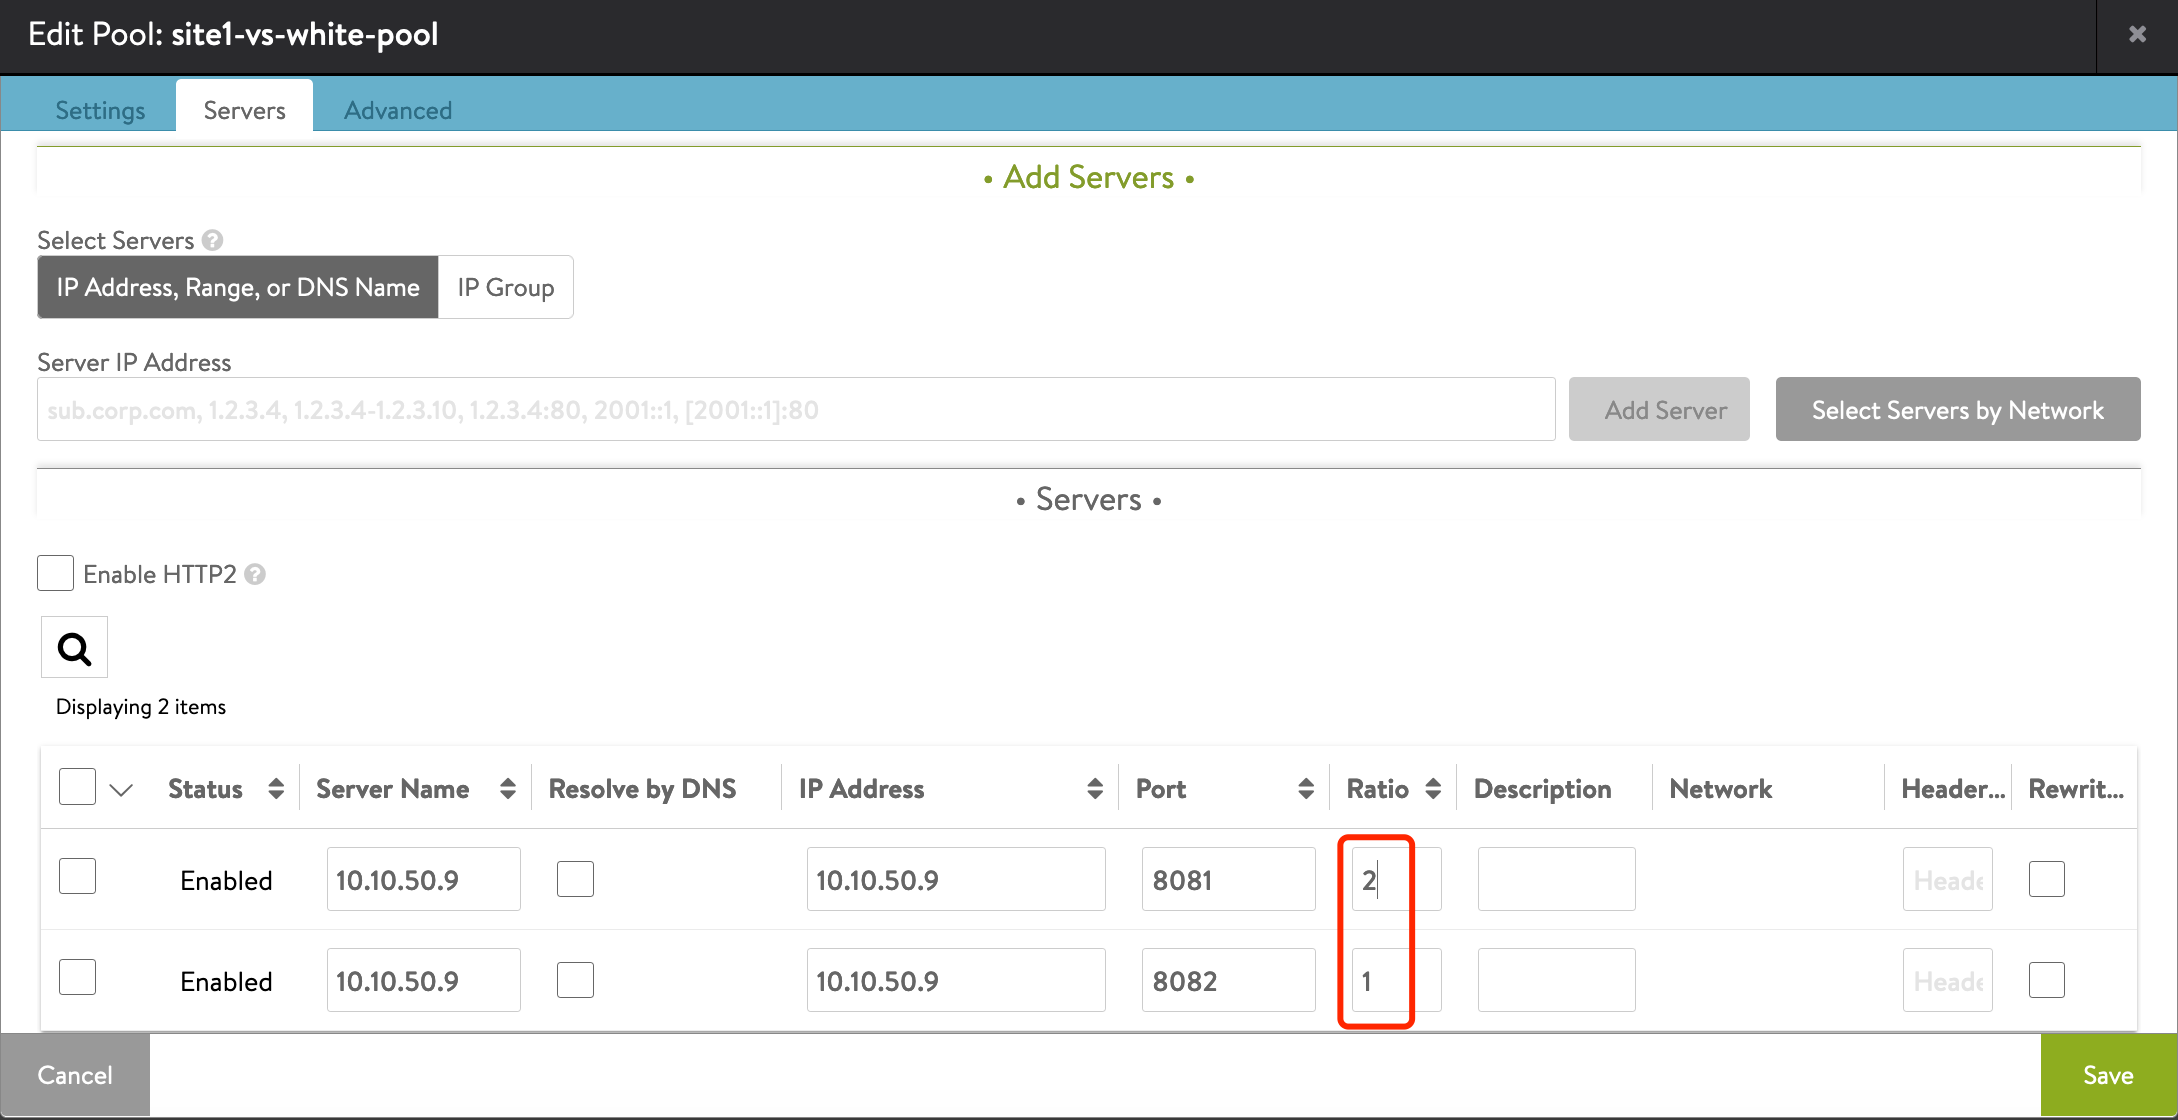 Edit Pool: site1-vs-white-pool
Settings Servers Advanced
• Add Servers •
Select Servers ?
IP Address, Range, or DNS Name IP Group
Server IP Address
sub.corp.com, 1.2.3.4, 1.2.3.4-1.2.3.10, 1.2.3.4:80, 2001::1, [2001::1]:80 Add Server Select Servers by Network
• Servers •
Enable HTTP2 ?
Displaying 2 items
Status Server Name Resolve by DNS IP Address Port Ratio Description Network Header... Rewrit...
Enabled 10.10.50.9 10.10.50.9 8081 2 Heade
Enabled 10.10.50.9 10.10.50.9 8082 1 Heade
Cancel Save